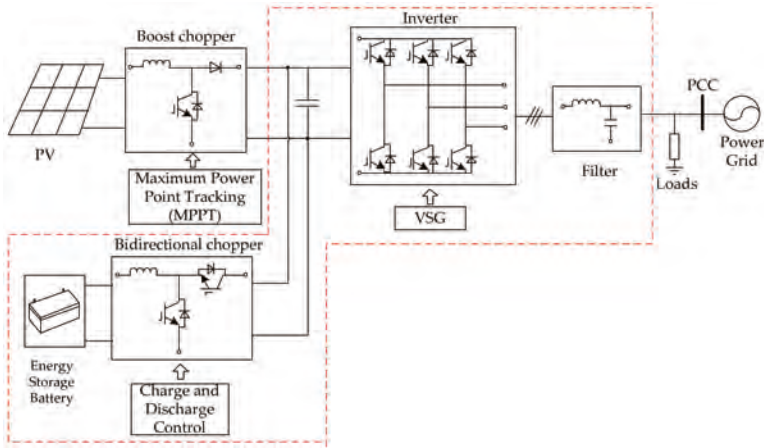 Boost chopper
Inverter
PV
Maximum Power
Point Tracking
(MPPT)
VSG
Filter
PCC
Power
Grid
Loads
Bidirectional chopper
Energy
Storage
Battery
Charge and
Discharge
Control